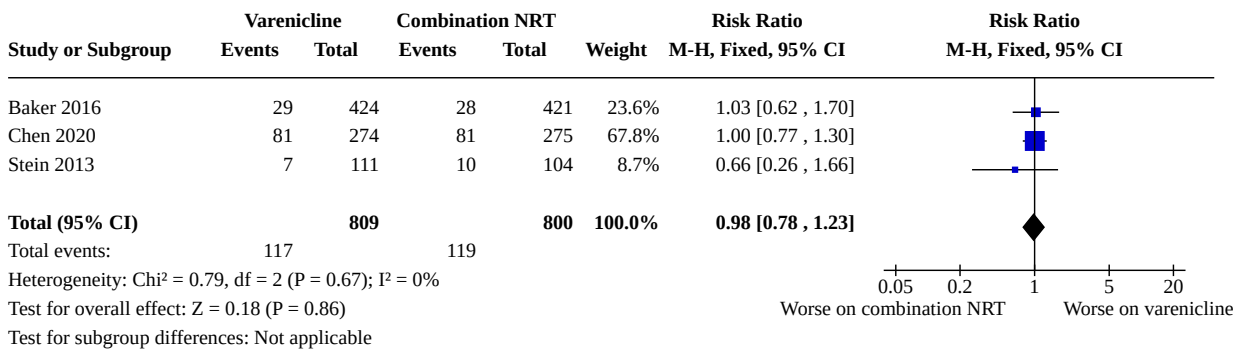 Varenicline Combination NRT Risk Ratio Risk Ratio
Study or Subgroup Events Total Events Total Weight M-H, Fixed, 95% CI M-H, Fixed, 95% CI
Baker 2016 29 424 28 421 23.6% 1.03 [0.62 , 1.70]
Chen 2020 81 274 81 275 67.8% 1.00 [0.77 , 1.30]
Stein 2013 7 111 10 104 8.7% 0.66 [0.26 , 1.66]
Total (95% CI) 809 800 100.0% 0.98 [0.78 , 1.23]
Total events: 117 119
Heterogeneity: Chi² = 0.79, df = 2 (P = 0.67); I² = 0%
0.05 0.2 1 5 20
Test for overall effect: Z = 0.18 (P = 0.86) Worse on combination NRT Worse on varenicline
Test for subgroup differences: Not applicable